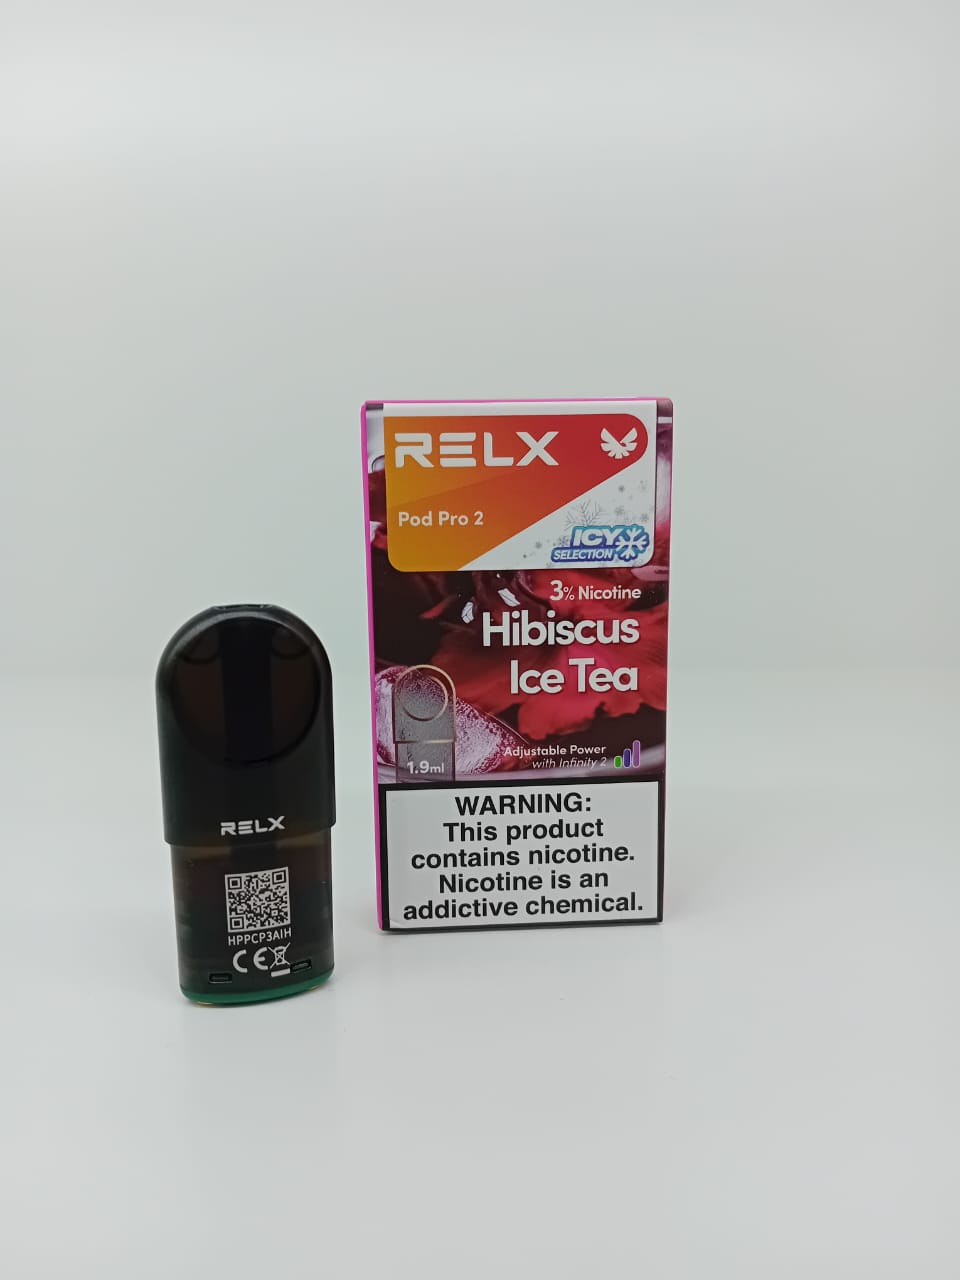 RELX
Pod Pro 2
ICY
SELECTION
3% Nicotine
Hibiscus
Ice Tea
Adjustable Power
with Infinity 2
1.9ml
WARNING:
This product
contains nicotine.
Nicotine is an
addictive chemical.
RELX
HPPCP3AIH
CE